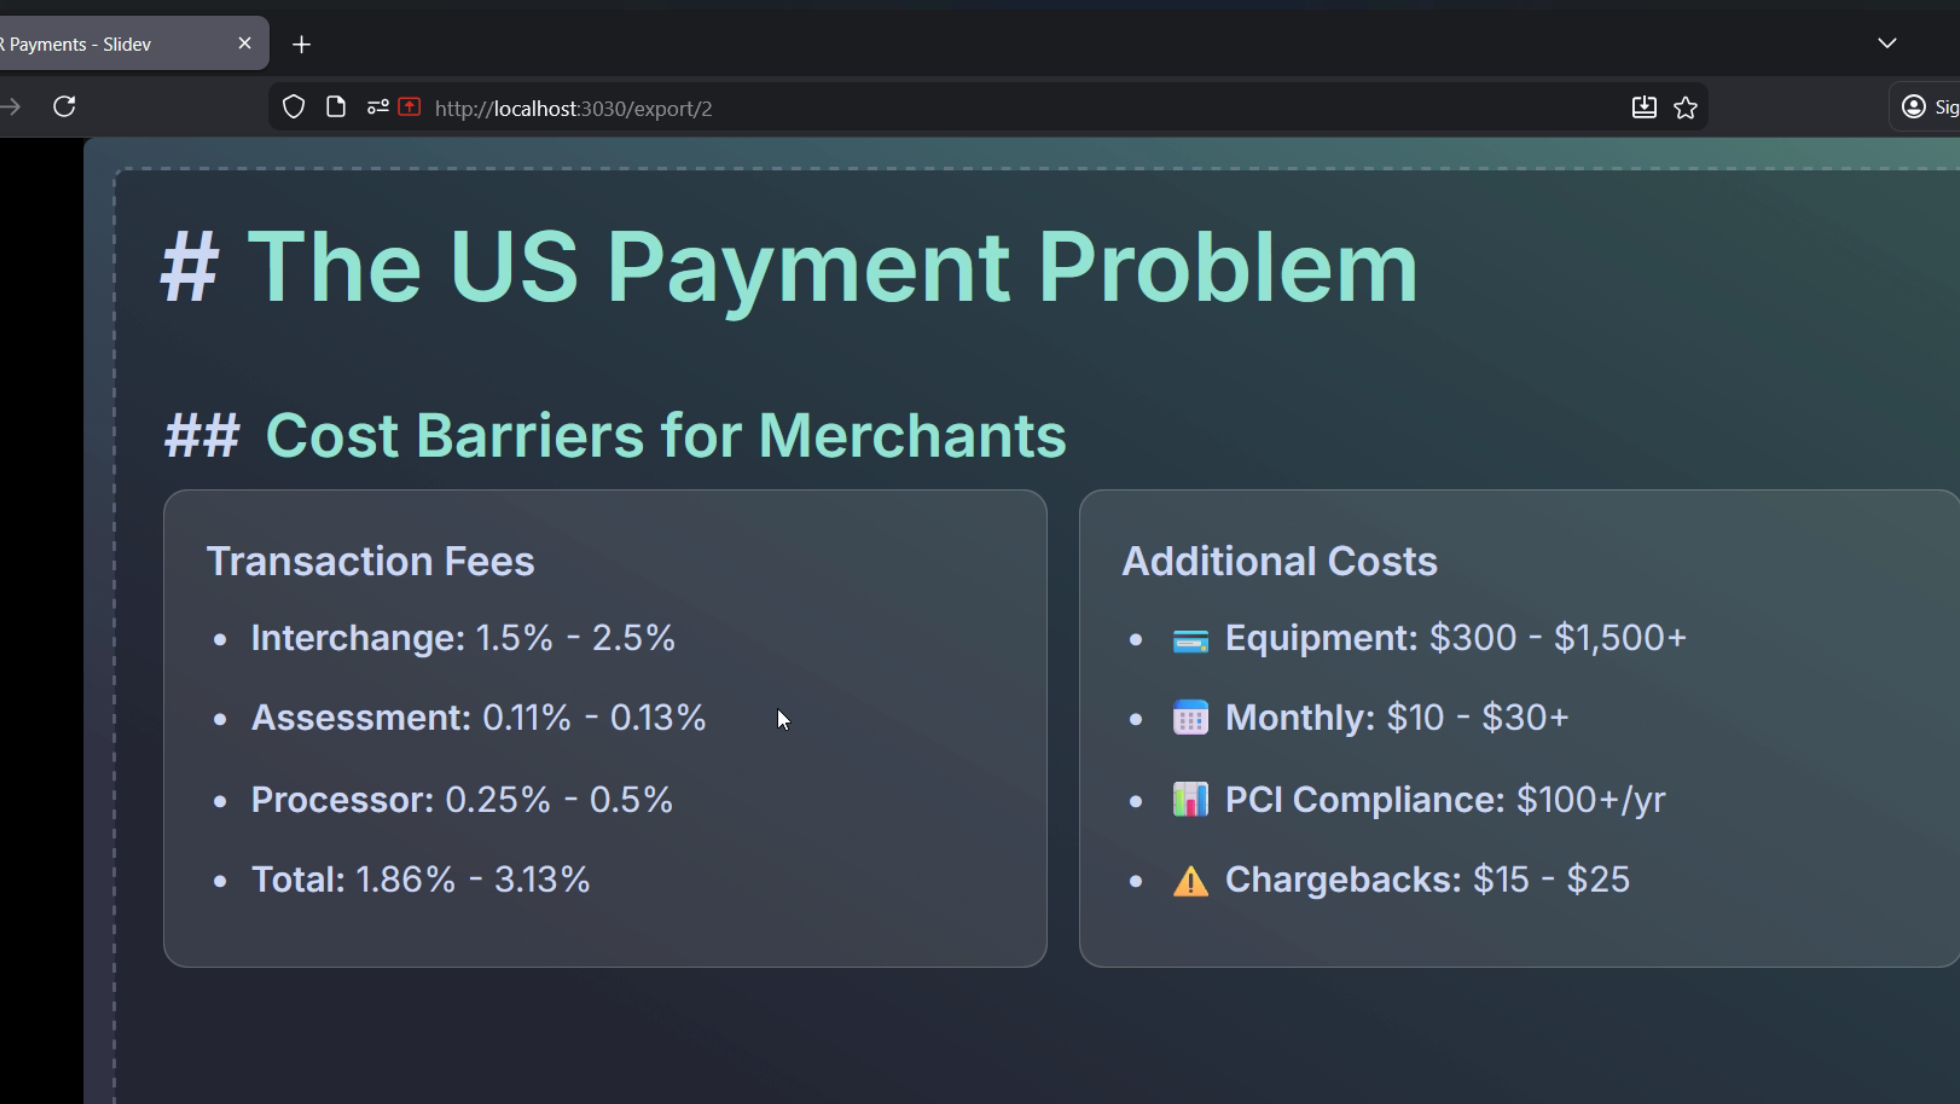 R Payments - Slidev
http://localhost:3030/export/2
Sig
# The US Payment Problem
## Cost Barriers for Merchants
Transaction Fees
• Interchange: 1.5% - 2.5%
• Assessment: 0.11% - 0.13%
• Processor: 0.25% - 0.5%
• Total: 1.86% - 3.13%
Additional Costs
• 💳 Equipment: $300 - $1,500+
• 📅 Monthly: $10 - $30+
• 📊 PCI Compliance: $100+/yr
• ⚠️ Chargebacks: $15 - $25